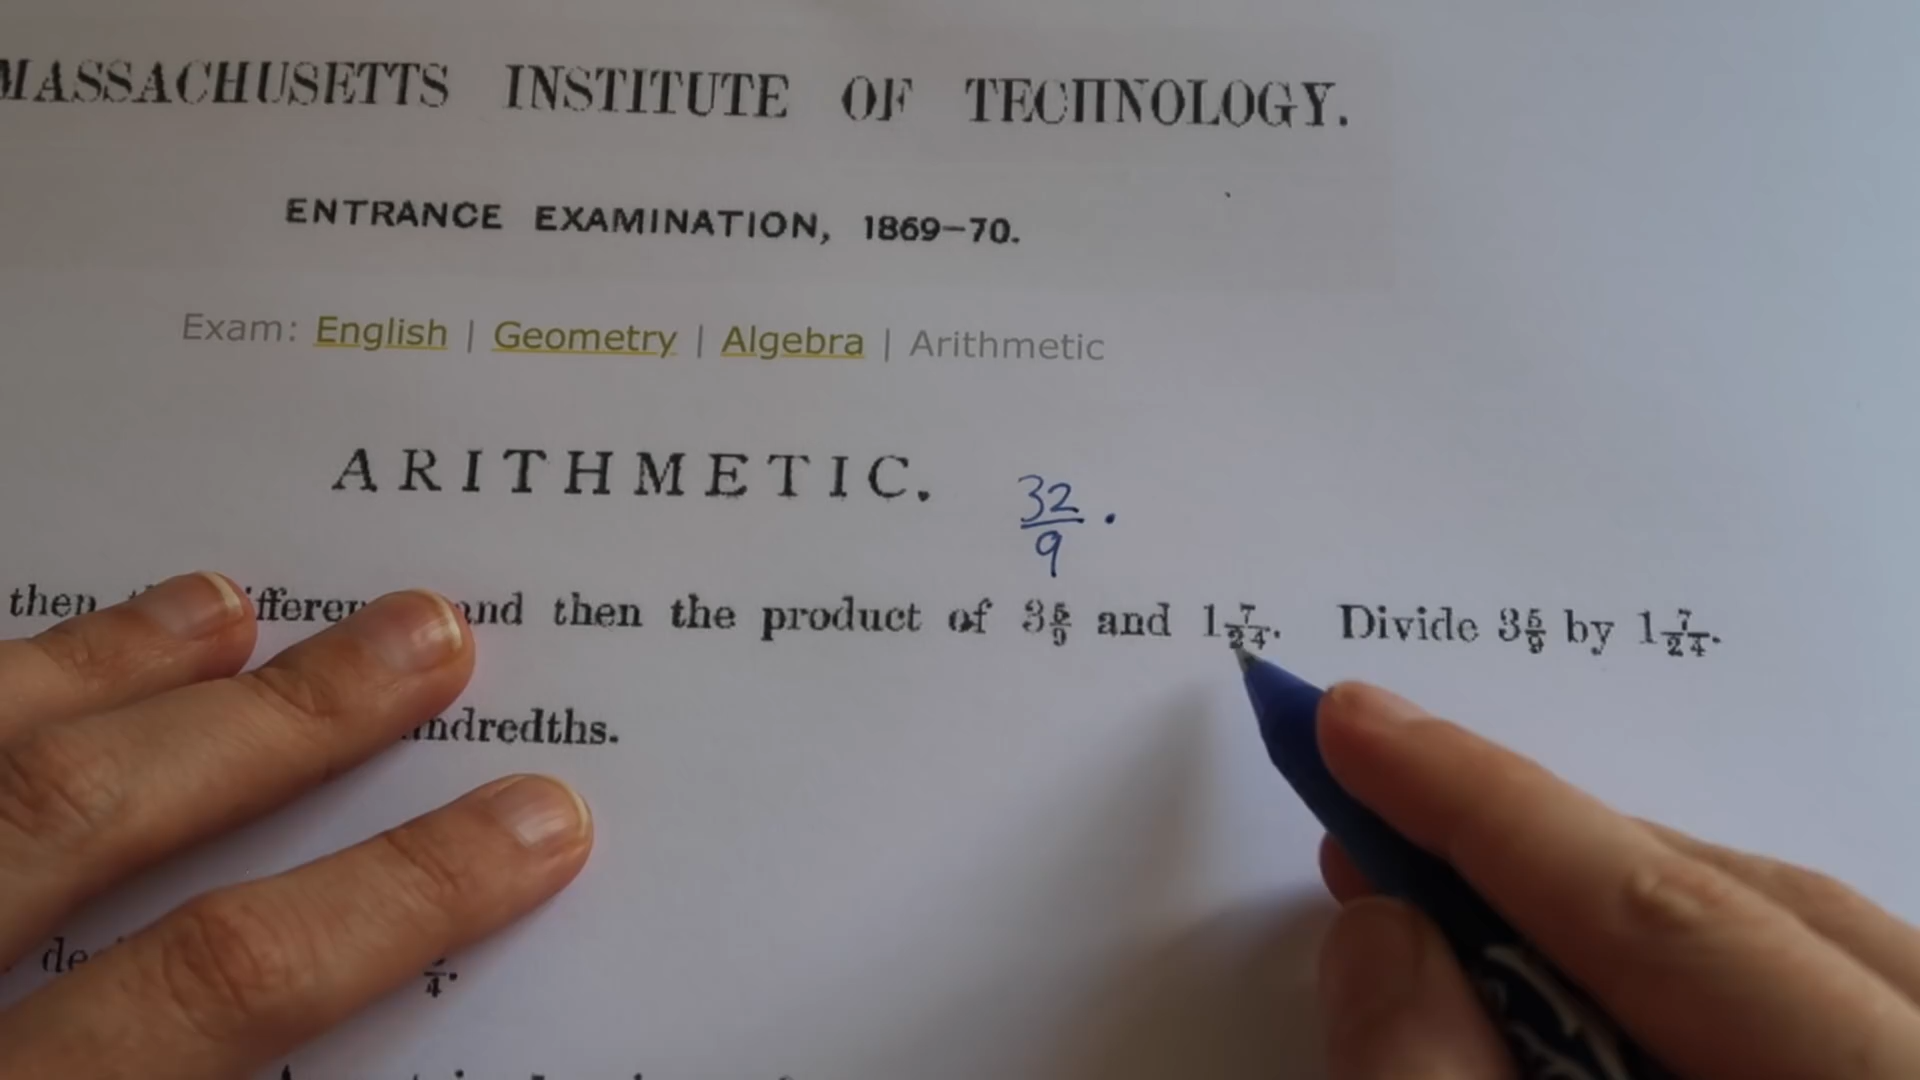 MASSACHUSETTS INSTITUTE OF TECHNOLOGY.
ENTRANCE EXAMINATION, 1869–70.
Exam: English | Geometry | Algebra | Arithmetic
ARITHMETIC.
32/9 ·
then and then the product of 3 5/9 and 1 7/24. Divide 3 5/9 by 1 7/24.